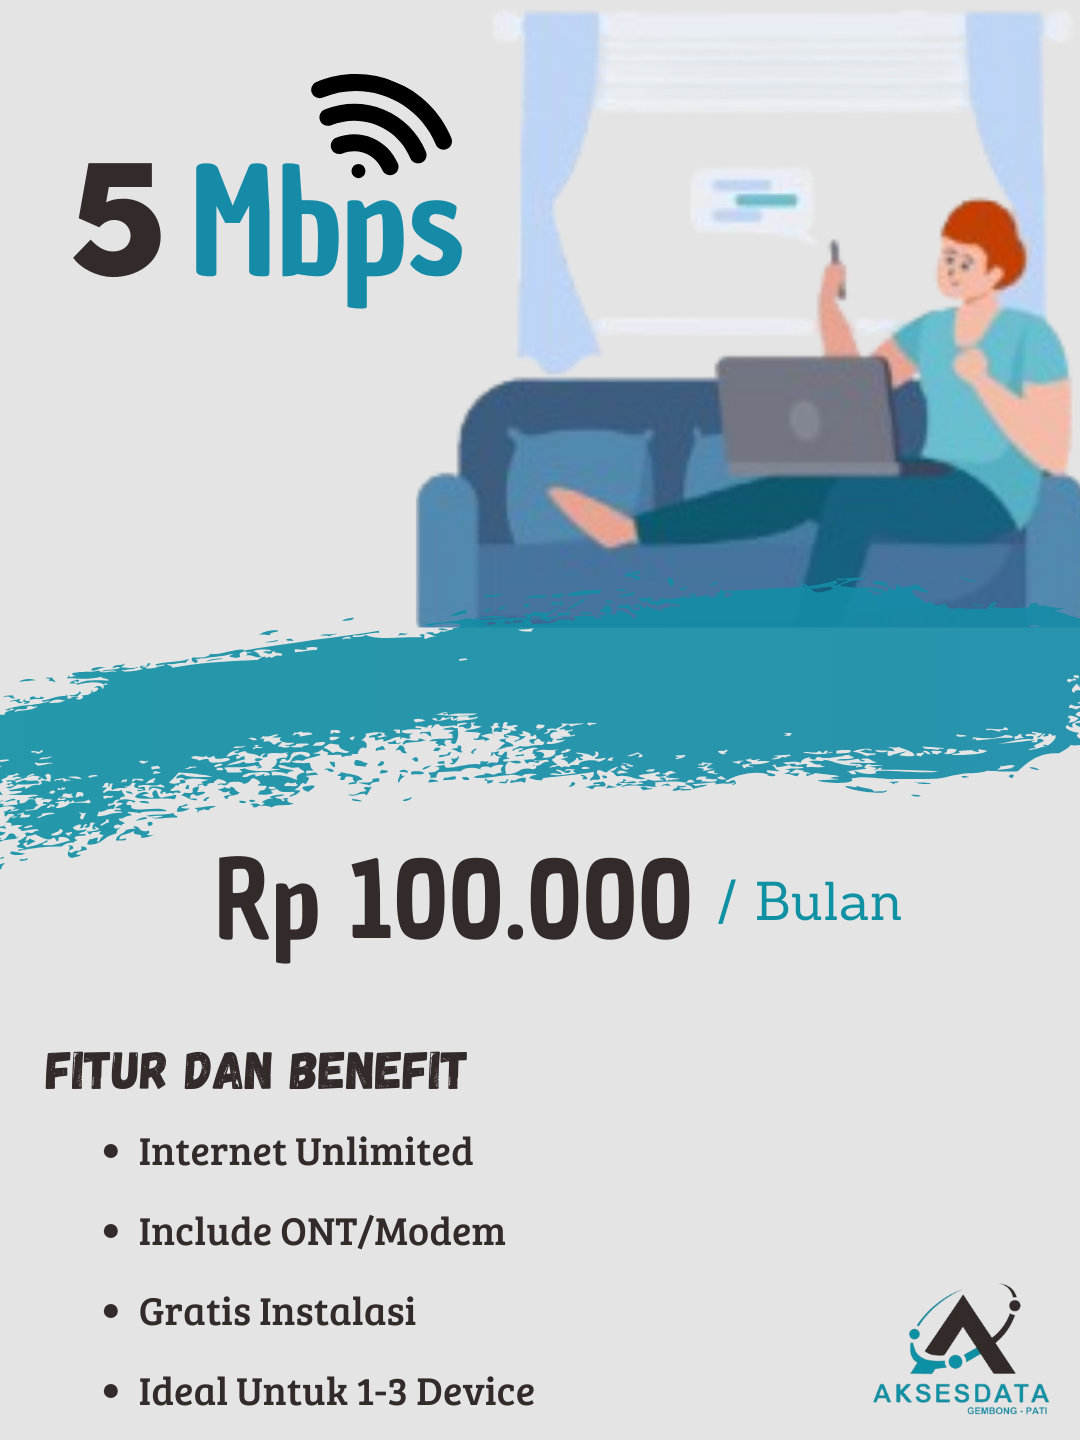 5 Mbps
Rp 100.000 / Bulan
FITUR DAN BENEFIT
• Internet Unlimited
• Include ONT/Modem
• Gratis Instalasi
• Ideal Untuk 1-3 Device
AKSESDATA
GEMBONG - PATI